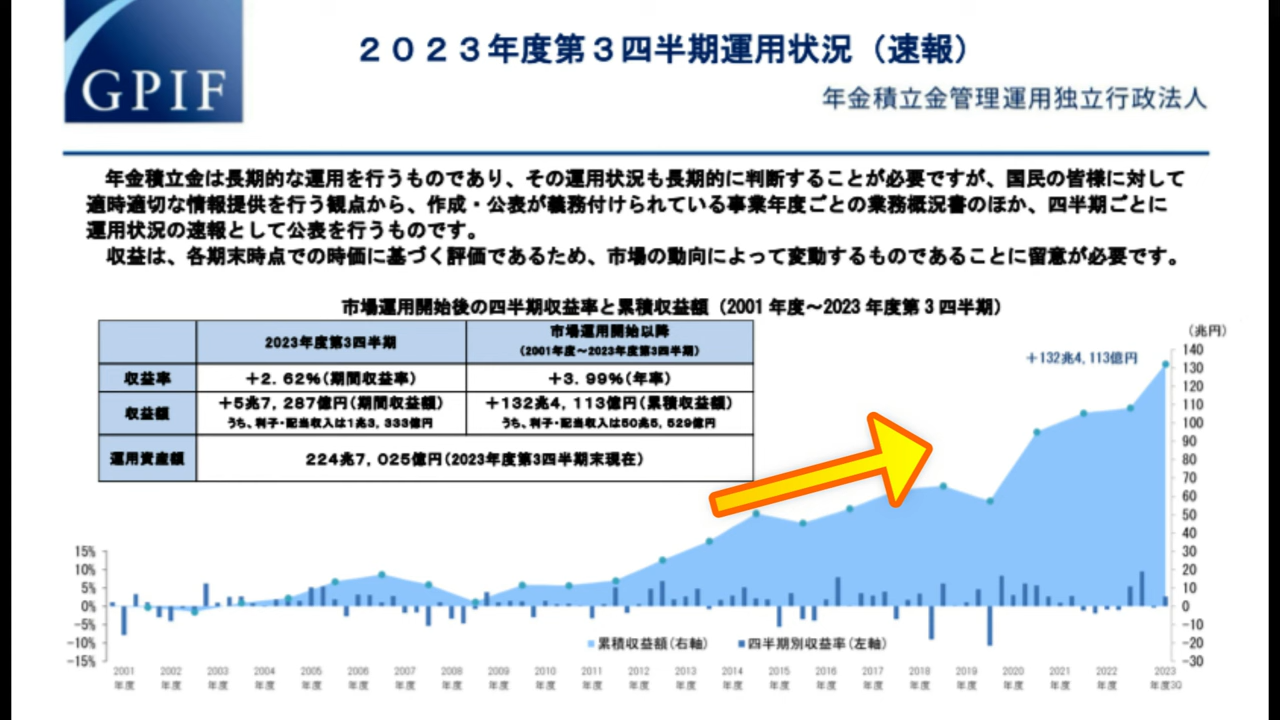 GPIF
２０２３年度第３四半期運用状況（速報）
年金積立金管理運用独立行政法人
年金積立金は長期的な運用を行うものであり、その運用状況も長期的に判断することが必要ですが、国民の皆様に対して
適時適切な情報提供を行う観点から、作成・公表が義務付けられている事業年度ごとの業務概況書のほか、四半期ごとに
運用状況の速報として公表を行うものです。
収益は、各期末時点での時価に基づく評価であるため、市場の動向によって変動するものであることに留意が必要です。
市場運用開始後の四半期収益率と累積収益額（2001 年度～2023 年度第 3 四半期）
2023年度第3四半期
市場運用開始以降
（2001年度～2023年度第3四半期）
収益率
＋2．62％（期間収益率）
＋3．99％（年率）
収益額
＋5兆7，287億円（期間収益額）
うち、利子・配当収入は1兆3，333億円
＋132兆4，113億円（累積収益額）
うち、利子・配当収入は50兆5，529億円
運用資産額
224兆7，025億円（2023年度第3四半期末現在）
（兆円）
＋132兆4，113億円
140
130
120
110
100
90
80
70
60
50
40
30
20
10
0
-10
-20
-30
15%
10%
5%
0%
-5%
-10%
-15%
累積収益額（右軸）
四半期別収益率（左軸）
2001 2002 2003 2004 2005 2006 2007 2008 2009 2010 2011 2012 2013 2014 2015 2016 2017 2018 2019 2020 2021 2022 2023
年度 年度 年度 年度 年度 年度 年度 年度 年度 年度 年度 年度 年度 年度 年度 年度 年度 年度 年度 年度 年度 年度 年度3Q